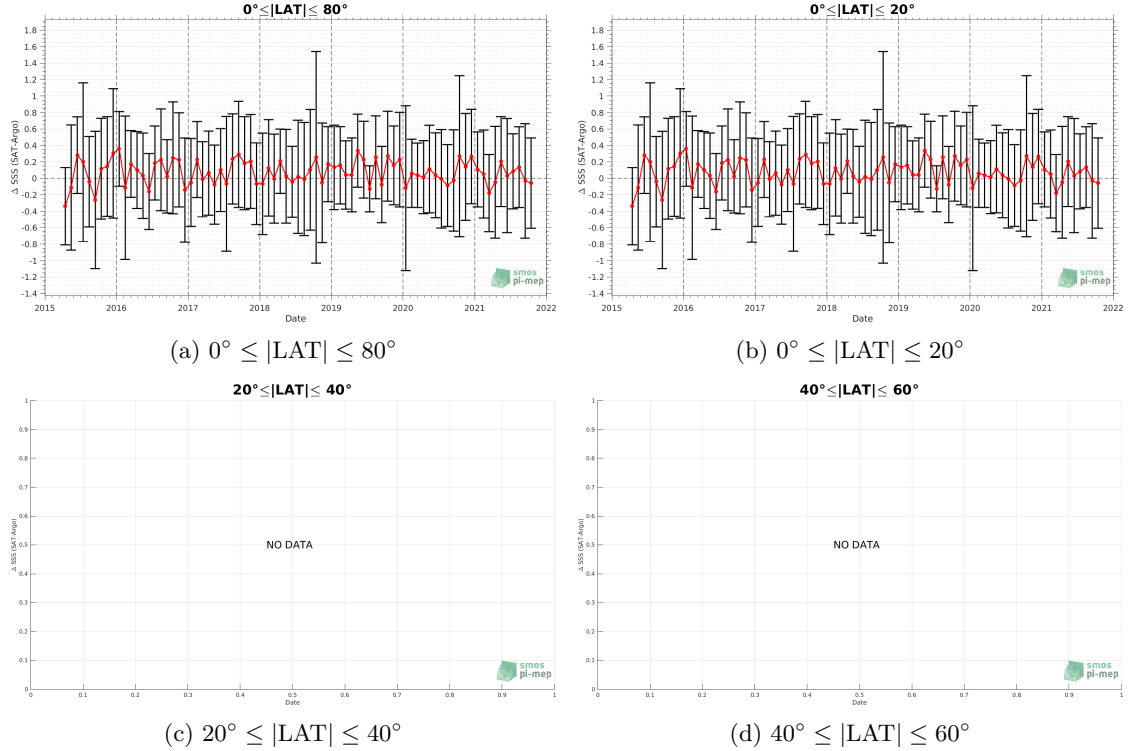 0°≤|LAT|≤ 80°
Δ SSS (SAT-Argo)
1.8
1.6
1.4
1.2
1
0.8
0.6
0.4
0.2
0
-0.2
-0.4
-0.6
-0.8
-1
-1.2
-1.4
2015 2016 2017 2018 2019 2020 2021 2022
Date
smos
pi-mep
(a) 0° ≤ |LAT| ≤ 80°
0°≤|LAT|≤ 20°
Δ SSS (SAT-Argo)
1.8
1.6
1.4
1.2
1
0.8
0.6
0.4
0.2
0
-0.2
-0.4
-0.6
-0.8
-1
-1.2
-1.4
2015 2016 2017 2018 2019 2020 2021 2022
Date
smos
pi-mep
(b) 0° ≤ |LAT| ≤ 20°
20°≤|LAT|≤ 40°
Δ SSS (SAT-Argo)
1
0.9
0.8
0.7
0.6
0.5
0.4
0.3
0.2
0.1
0
NO DATA
0 0.1 0.2 0.3 0.4 0.5 0.6 0.7 0.8 0.9 1
Date
smos
pi-mep
(c) 20° ≤ |LAT| ≤ 40°
40°≤|LAT|≤ 60°
Δ SSS (SAT-Argo)
1
0.9
0.8
0.7
0.6
0.5
0.4
0.3
0.2
0.1
0
NO DATA
0.1 0.2 0.3 0.4 0.5 0.6 0.7 0.8 0.9 1
Date
smos
pi-mep
(d) 40° ≤ |LAT| ≤ 60°